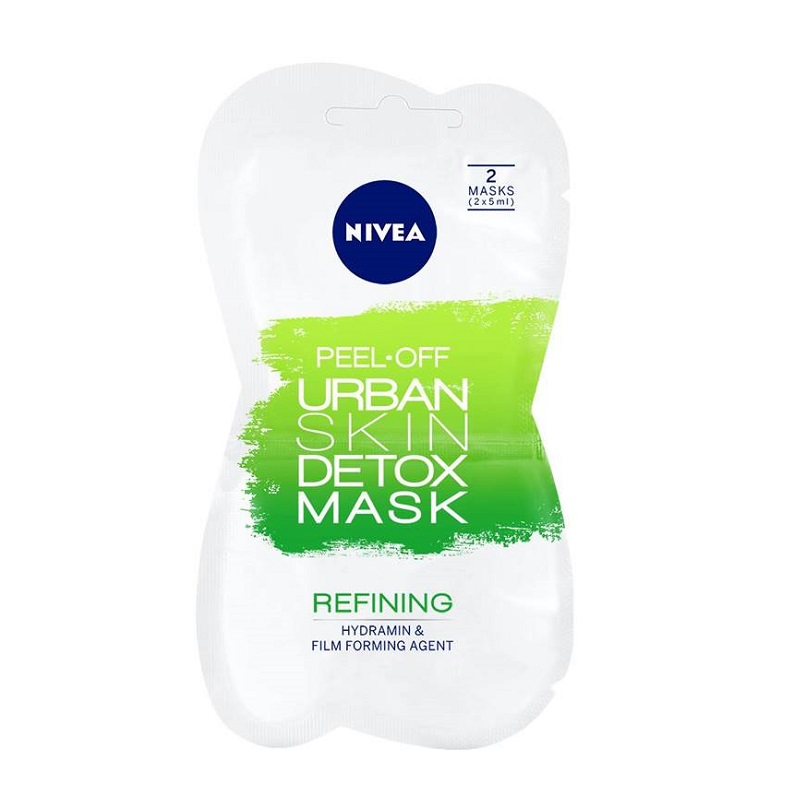 NIVEA
2
MASKS
(2x5ml)
PEEL•OFF
URBAN
SKIN
DETOX
MASK
REFINING
HYDRAMIN &
FILM FORMING AGENT